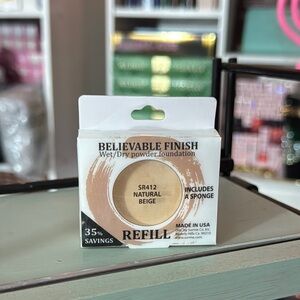 BELIEVABLE FINISH
Wet/Dry powder foundation
SR412
NATURAL
BEIGE
INCLUDES
A SPONGE
35%
SAVINGS
REFILL
MADE IN USA